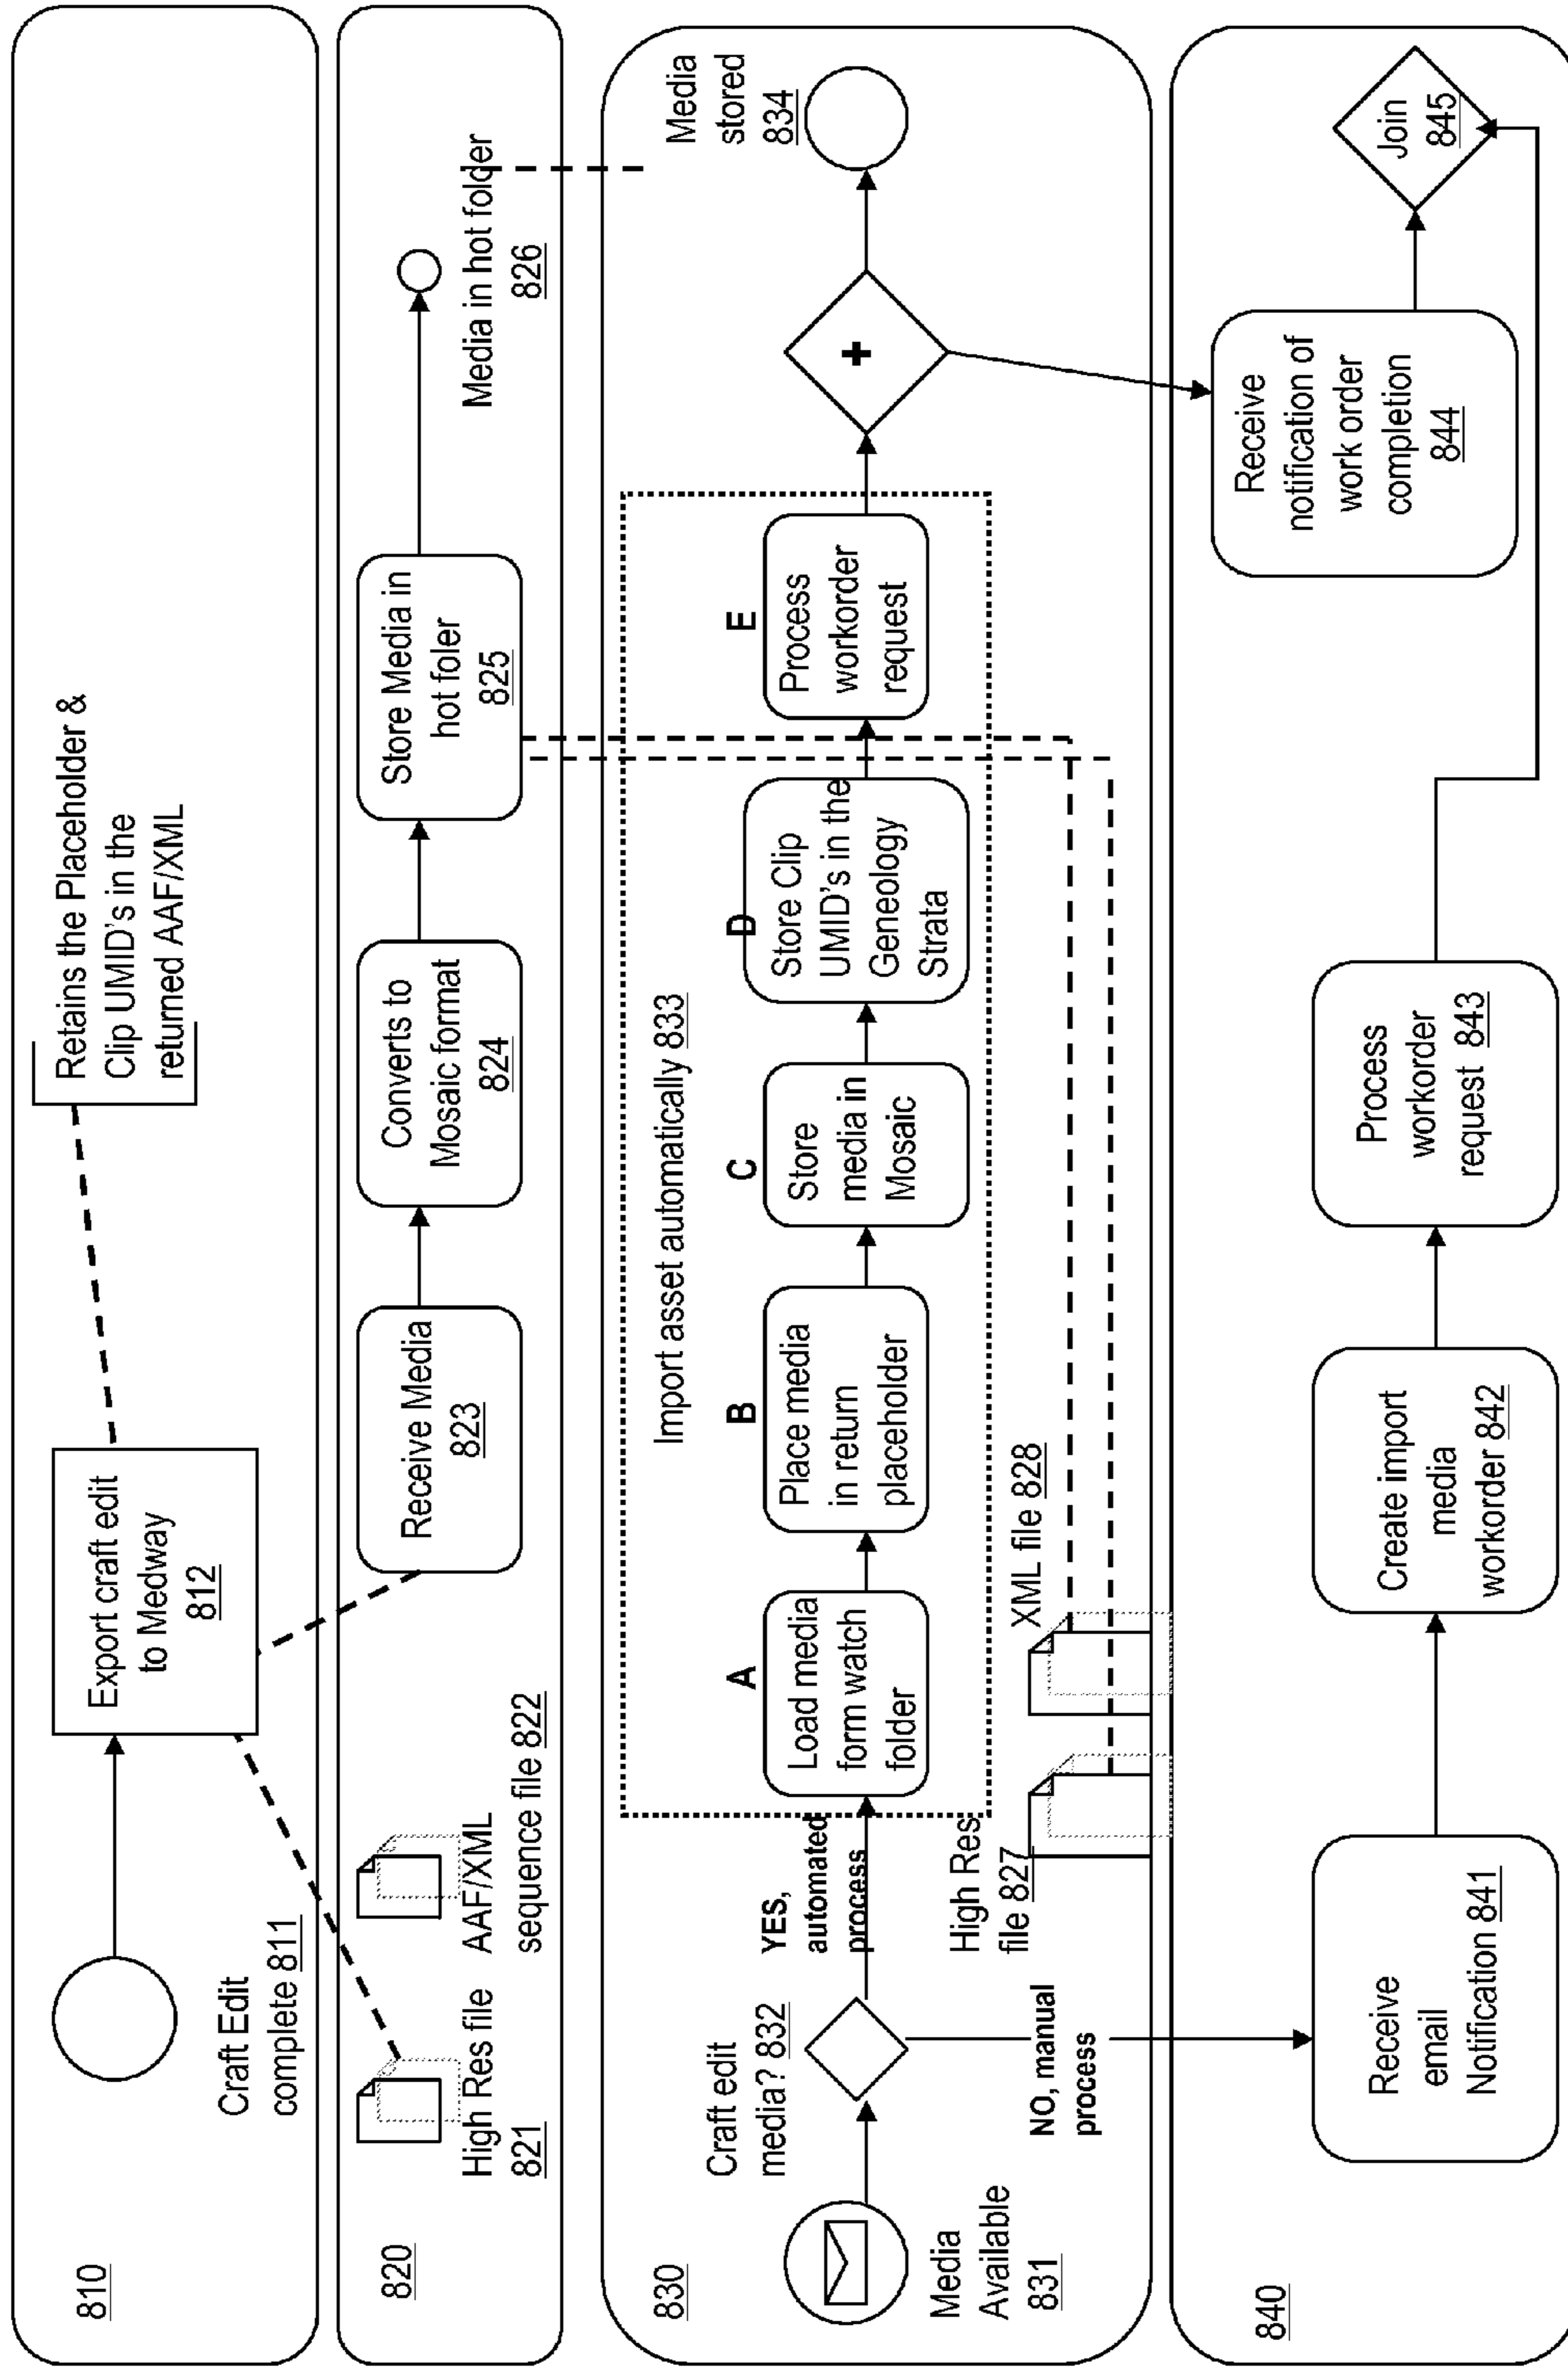 810
Craft Edit
complete 811
Export craft edit
to Medway
812
Retains the Placeholder &
Clip UMID's in the
returned AAF/XML
820
High Res file
821
AAF/XML
sequence file 822
Receive Media
823
Converts to
Mosaic format
824
Store Media in
hot foler
825
Media in hot folder
826
830
Media
Available
831
Craft edit
media? 832
YES,
automated
process
NO, manual
process
Import asset automatically 833
A
Load media
form watch
folder
B
Place media
in return
placeholder
C
Store
media in
Mosaic
D
Store Clip
UMID's in the
Geneology
Strata
E
Process
workorder
request
+
Media
stored
834
High Res
file 827
XML file 828
840
Receive
email
Notification 841
Create import
media
workorder 842
Process
workorder
request 843
Receive
notification of
work order
completion
844
Join
845